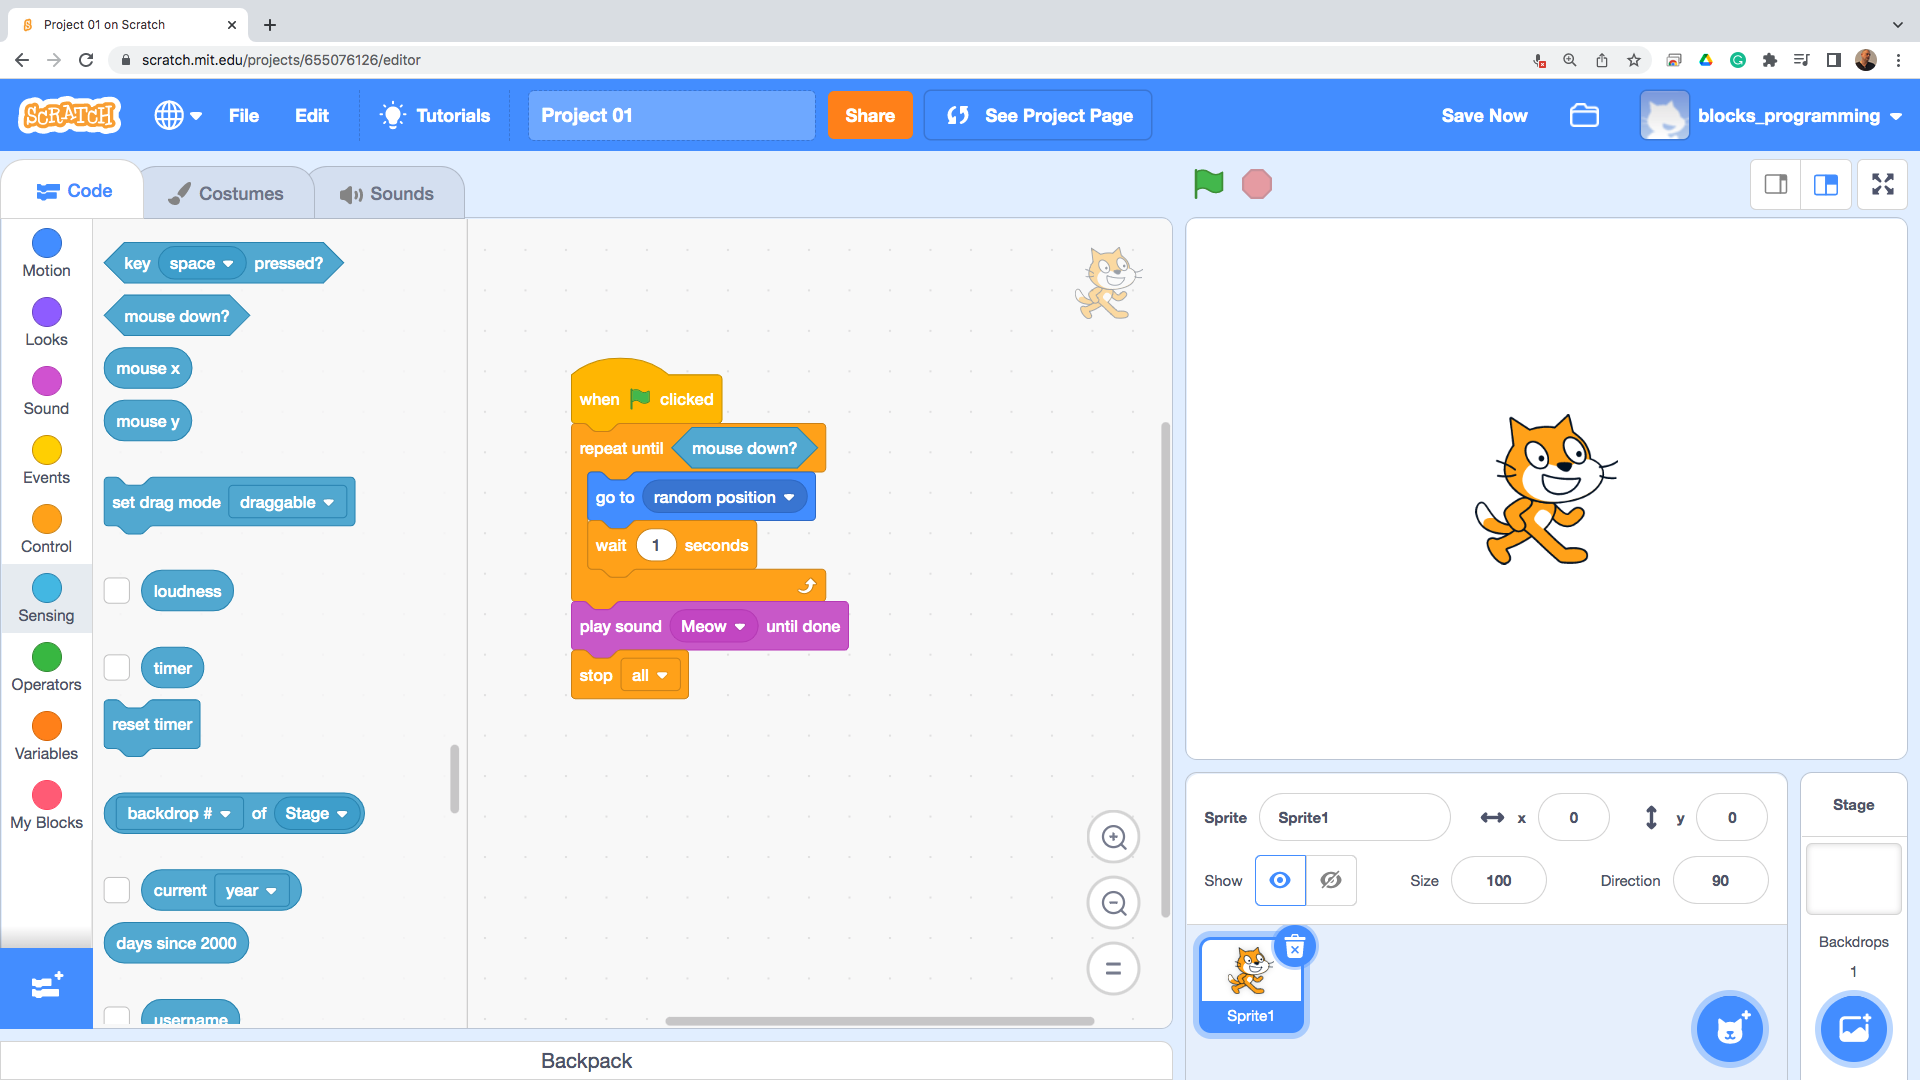 Project 01 on Scratch
scratch.mit.edu/projects/655076126/editor
SCRATCH
File
Edit
Tutorials
Project 01
Share
See Project Page
Save Now
blocks_programming
Code
Costumes
Sounds
Motion
Looks
Sound
Events
Control
Sensing
Operators
Variables
My Blocks
key space pressed?
mouse down?
mouse x
mouse y
set drag mode draggable
loudness
timer
reset timer
backdrop # of Stage
current year
days since 2000
username
when clicked
repeat until mouse down?
go to random position
wait 1 seconds
play sound Meow until done
stop all
Sprite Sprite1 x 0 y 0
Show Size 100 Direction 90
Sprite1
Stage
Backdrops
1
Backpack